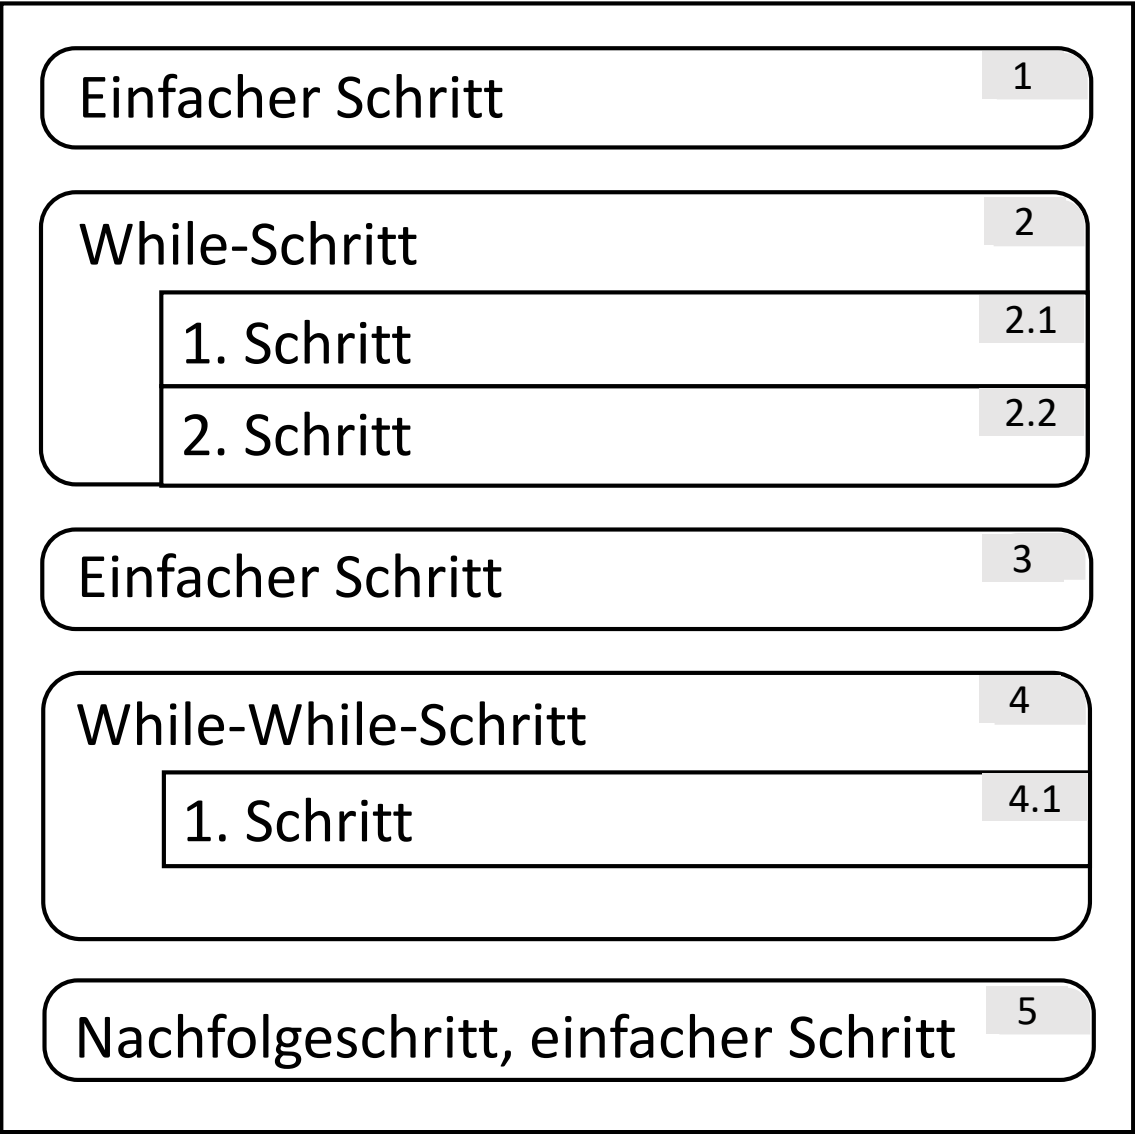 Einfacher Schritt 1
While-Schritt 2
1. Schritt 2.1
2. Schritt 2.2
Einfacher Schritt 3
While-While-Schritt 4
1. Schritt 4.1
Nachfolgeschritt, einfacher Schritt 5